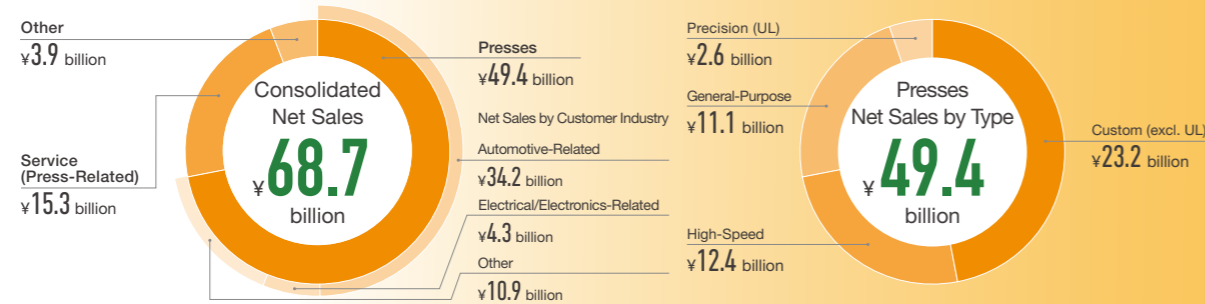 Other
¥3.9 billion
Service
(Press-Related)
¥15.3 billion
Consolidated
Net Sales
¥68.7
billion
Presses
¥49.4 billion
Net Sales by Customer Industry
Automotive-Related
¥34.2 billion
Electrical/Electronics-Related
¥4.3 billion
Other
¥10.9 billion
Precision (UL)
¥2.6 billion
General-Purpose
¥11.1 billion
High-Speed
¥12.4 billion
Presses
Net Sales by Type
¥49.4
billion
Custom (excl. UL)
¥23.2 billion